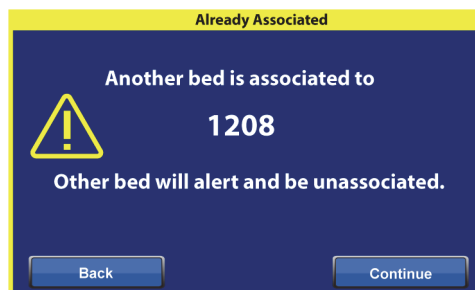 Already Associated
Another bed is associated to
1208
Other bed will alert and be unassociated.
Back
Continue